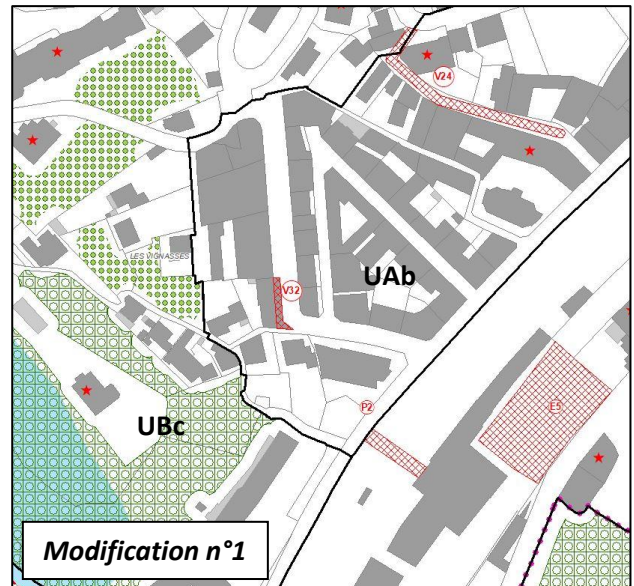 V24
LES VIGNASSES
UAb
V32
P2
E5
UBc
Modification n°1